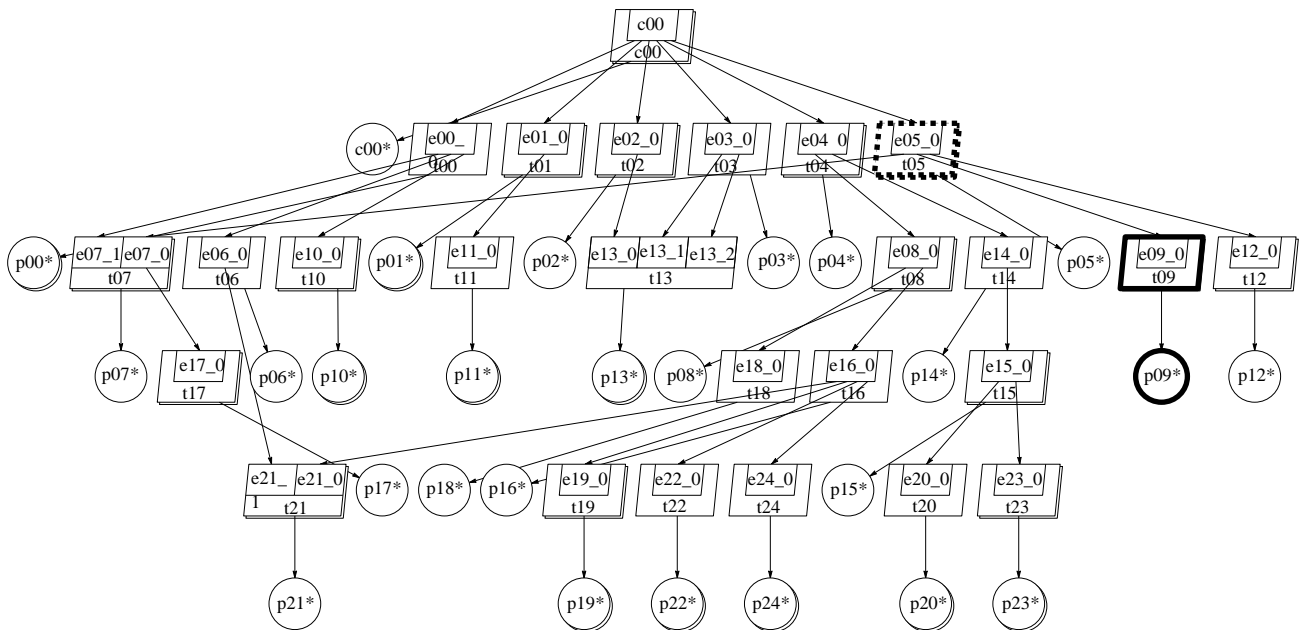 c00
c00
c00*
e00_
0
t00
e01_0
t01
e02_0
t02
e03_0
t03
e04_0
t04
e05_0
t05
p00*
e07_1 e07_0
t07
e06_0
t06
e10_0
t10
p01*
e11_0
t11
p02*
e13_0 e13_1 e13_2
t13
p03*
p04*
e08_0
t08
e14_0
t14
p05*
e09_0
t09
e12_0
t12
p07*
e17_0
t17
p06*
p10*
p11*
p13*
p08*
e18_0
t18
e16_0
t16
p14*
e15_0
t15
p09*
p12*
e21_
1
e21_0
t21
p17*
p18*
p16*
e19_0
t19
e22_0
t22
e24_0
t24
p15*
e20_0
t20
e23_0
t23
p21*
p19*
p22*
p24*
p20*
p23*